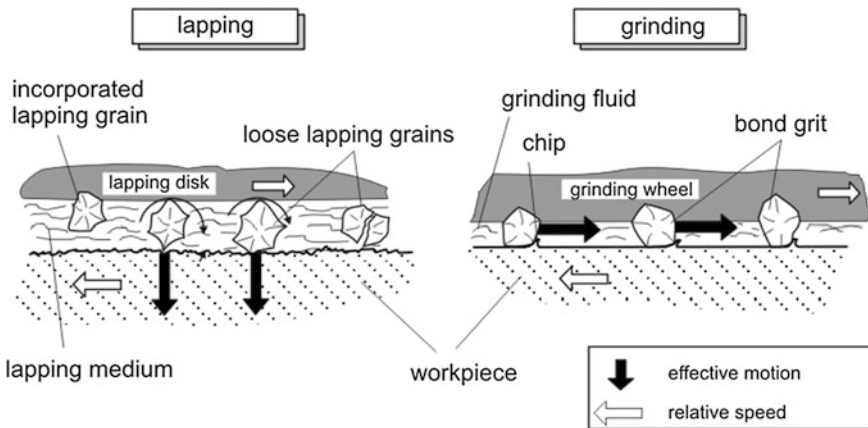 lapping
grinding
incorporated
lapping grain
loose lapping grains
lapping disk
lapping medium
grinding fluid
chip
bond grit
grinding wheel
workpiece
effective motion
relative speed